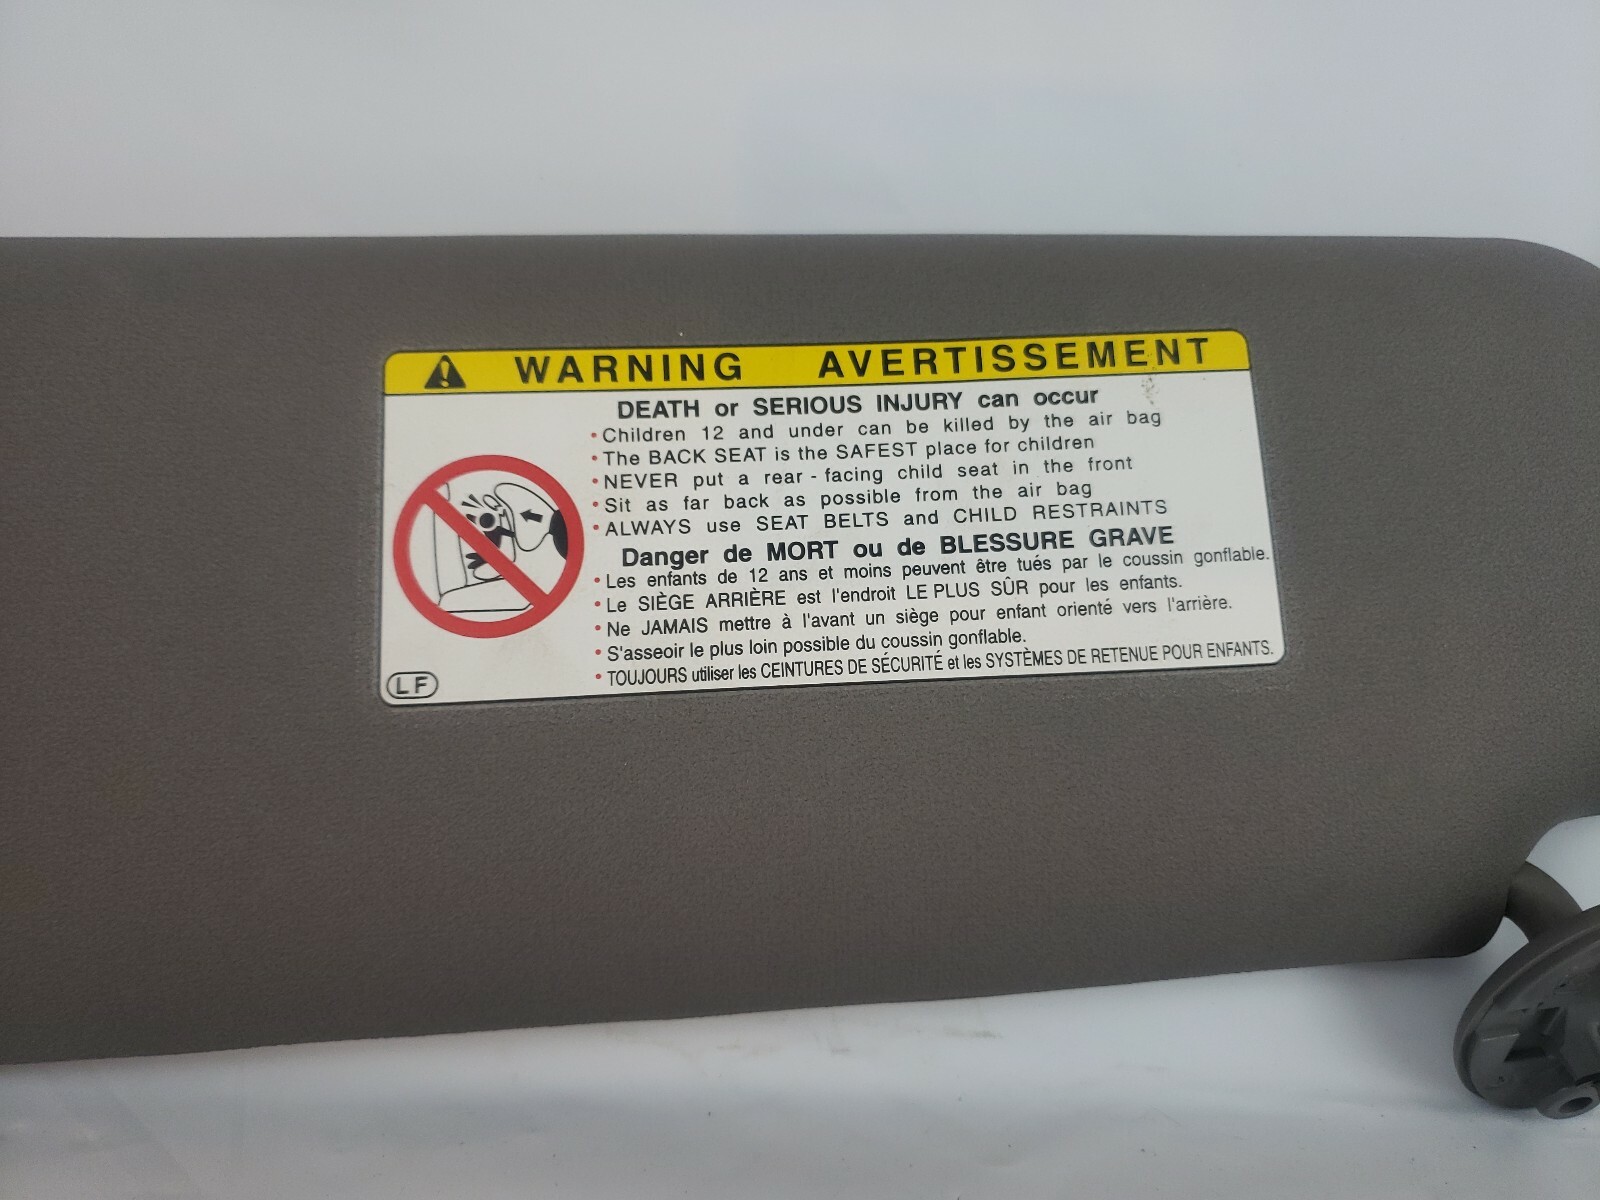 WARNING AVERTISSEMENT
DEATH or SERIOUS INJURY can occur
•Children 12 and under can be killed by the air bag
•The BACK SEAT is the SAFEST place for children
•NEVER put a rear-facing child seat in the front
•Sit as far back as possible from the air bag
•ALWAYS use SEAT BELTS and CHILD RESTRAINTS
Danger de MORT ou de BLESSURE GRAVE
•Les enfants de 12 ans et moins peuvent être tués par le coussin gonflable.
•Le SIÈGE ARRIÈRE est l'endroit LE PLUS SÛR pour les enfants.
•Ne JAMAIS mettre à l'avant un siège pour enfant orienté vers l'arrière.
•S'asseoir le plus loin possible du coussin gonflable.
•TOUJOURS utiliser les CEINTURES DE SÉCURITÉ et les SYSTÈMES DE RETENUE POUR ENFANTS.
LF